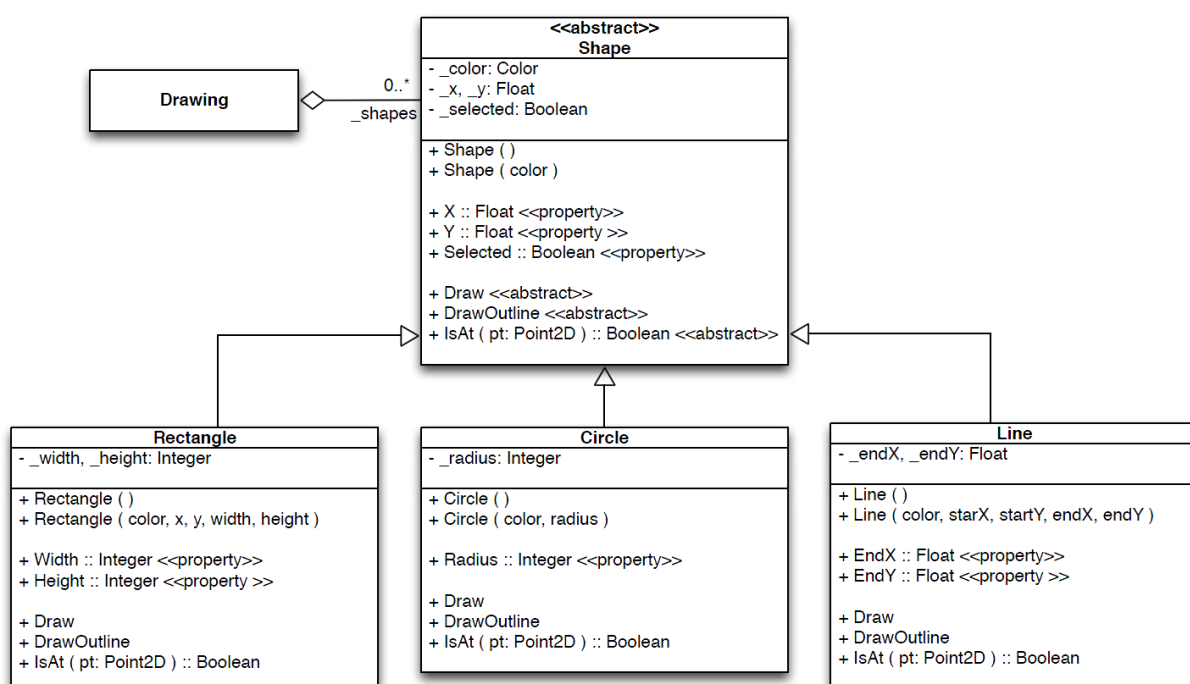 Drawing
0..*
_shapes
<<abstract>>
Shape
- _color: Color
- _x, _y: Float
- _selected: Boolean
+ Shape ( )
+ Shape ( color )
+ X :: Float <<property>>
+ Y :: Float <<property >>
+ Selected :: Boolean <<property>>
+ Draw <<abstract>>
+ DrawOutline <<abstract>>
+ IsAt ( pt: Point2D ) :: Boolean <<abstract>>
Rectangle
- _width, _height: Integer
+ Rectangle ( )
+ Rectangle ( color, x, y, width, height )
+ Width :: Integer <<property>>
+ Height :: Integer <<property >>
+ Draw
+ DrawOutline
+ IsAt ( pt: Point2D ) :: Boolean
Circle
- _radius: Integer
+ Circle ( )
+ Circle ( color, radius )
+ Radius :: Integer <<property>>
+ Draw
+ DrawOutline
+ IsAt ( pt: Point2D ) :: Boolean
Line
- _endX, _endY: Float
+ Line ( )
+ Line ( color, starX, startY, endX, endY )
+ EndX :: Float <<property>>
+ EndY :: Float <<property >>
+ Draw
+ DrawOutline
+ IsAt ( pt: Point2D ) :: Boolean